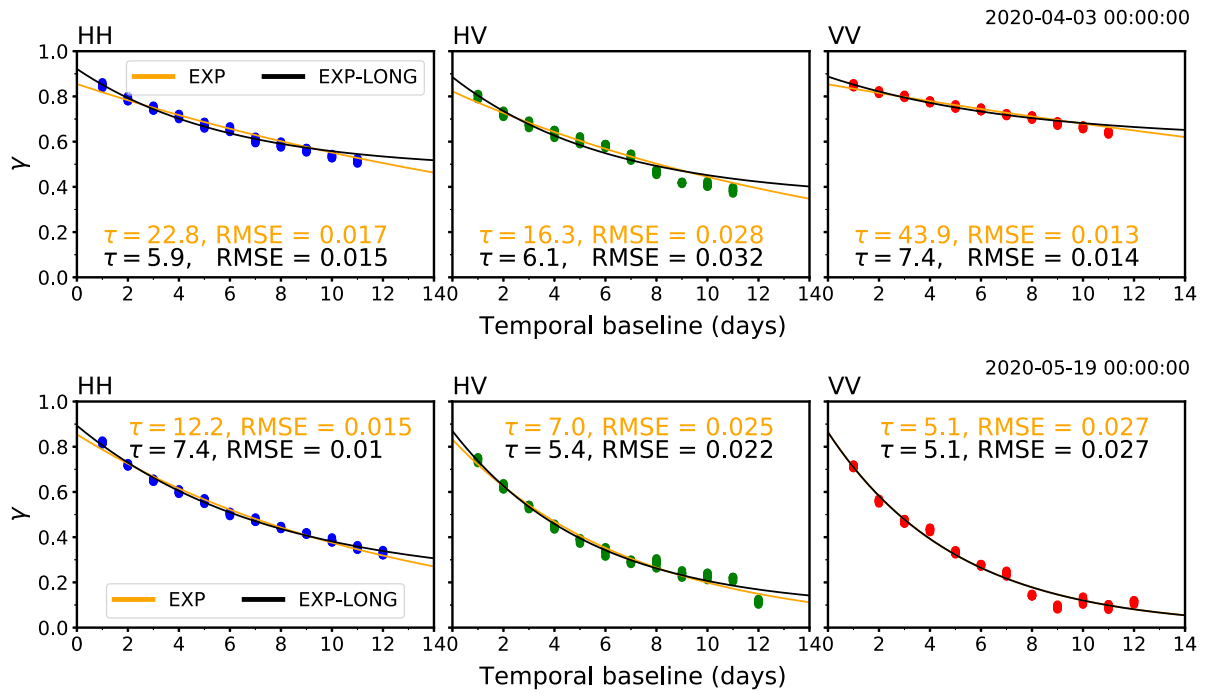 2020-04-03 00:00:00
HH HV VV
1.0
0.8
0.6
0.4
0.2
0.0
γ
EXP EXP-LONG
τ = 22.8, RMSE = 0.017
τ = 5.9, RMSE = 0.015
τ = 16.3, RMSE = 0.028
τ = 6.1, RMSE = 0.032
τ = 43.9, RMSE = 0.013
τ = 7.4, RMSE = 0.014
0 2 4 6 8 10 12 14 0 2 4 6 8 10 12 14 0 2 4 6 8 10 12 14
Temporal baseline (days)
2020-05-19 00:00:00
HH HV VV
1.0
0.8
0.6
0.4
0.2
0.0
γ
τ = 12.2, RMSE = 0.015
τ = 7.4, RMSE = 0.01
τ = 7.0, RMSE = 0.025
τ = 5.4, RMSE = 0.022
τ = 5.1, RMSE = 0.027
τ = 5.1, RMSE = 0.027
EXP EXP-LONG
0 2 4 6 8 10 12 14 0 2 4 6 8 10 12 14 0 2 4 6 8 10 12 14
Temporal baseline (days)